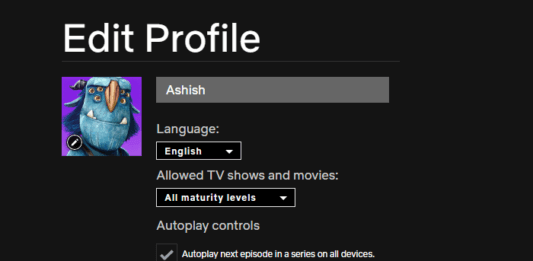 Edit Profile
Ashish
Language:
English
Allowed TV shows and movies:
All maturity levels
Autoplay controls
Autoplay next episode in a series on all devices.